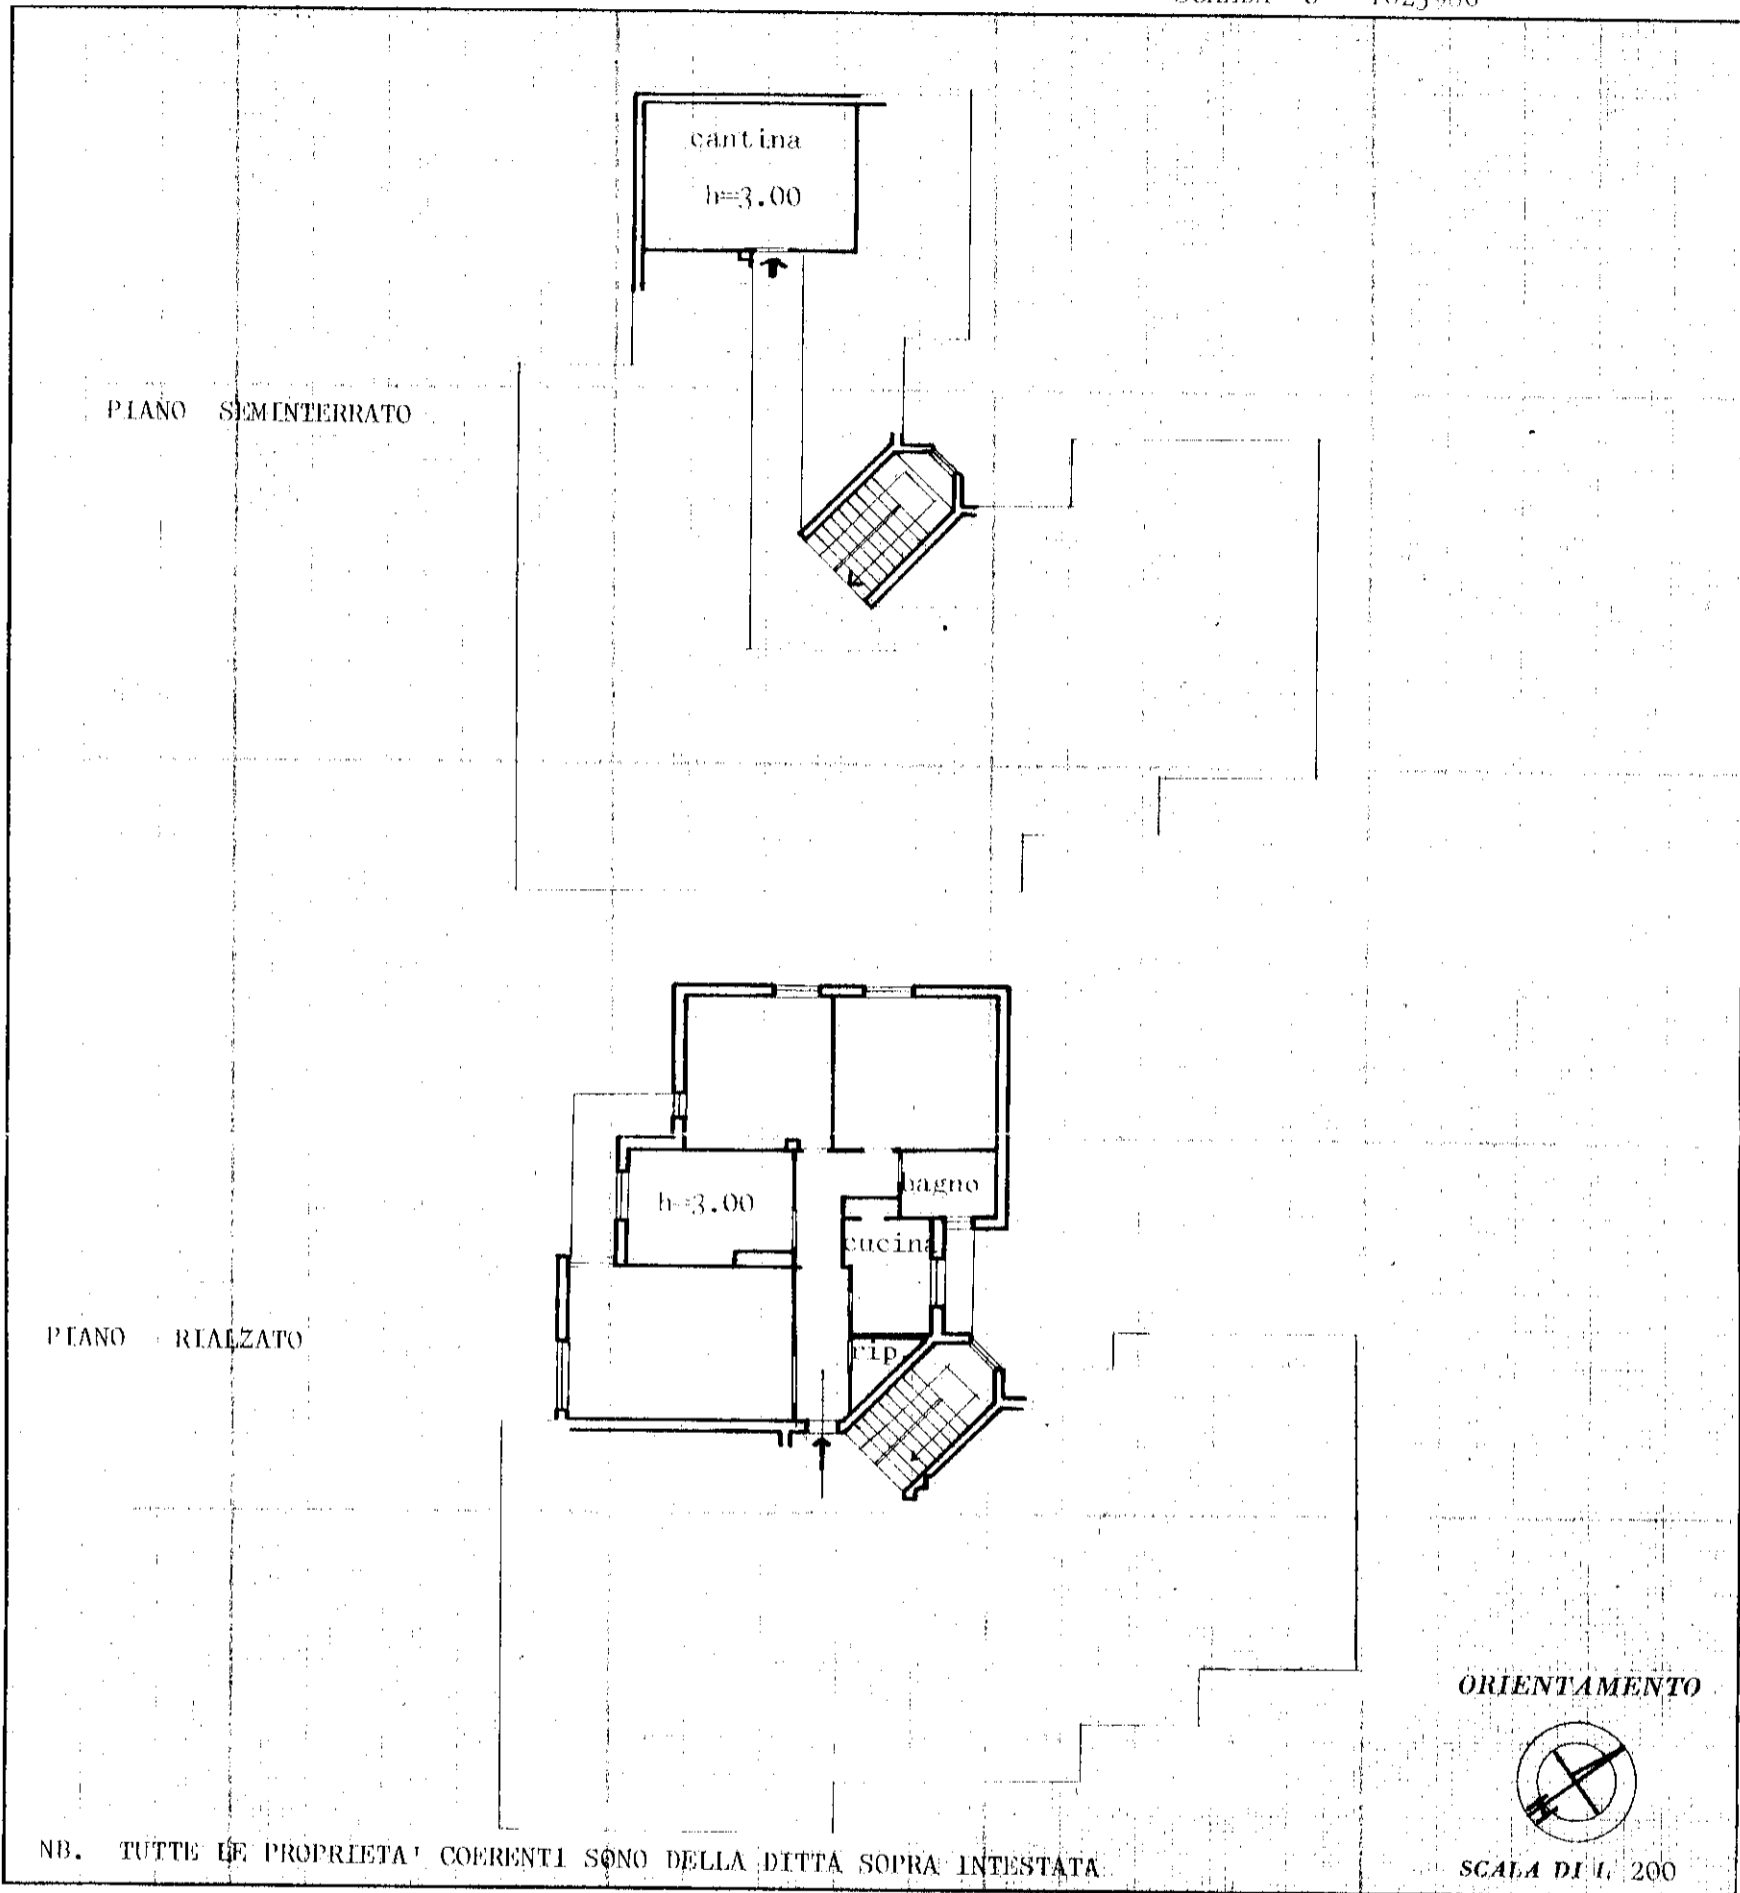 cantina
h=3.00
PIANO SEMINTERRATO
bagno
h=3.00
cucina
PIANO RIALZATO
rip.
ORIENTAMENTO
N
NB. TUTTE LE PROPRIETA' COERENTI SONO DELLA DITTA SOPRA INTESTATA
SCALA DI 1: 200